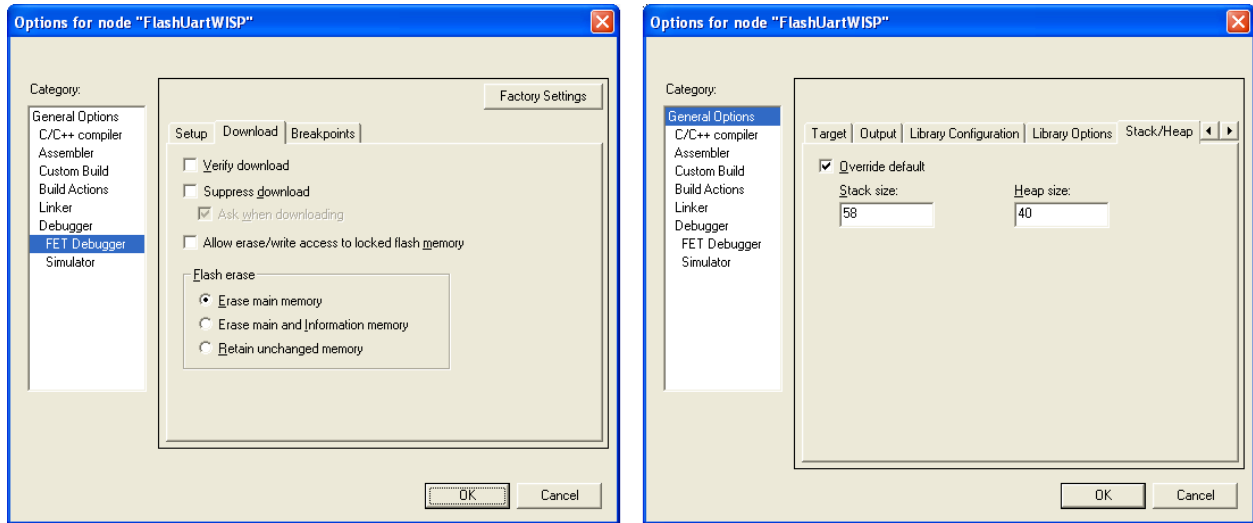 Options for node "FlashUartWISP"
Category:
Factory Settings
General Options
C/C++ compiler
Assembler
Custom Build
Build Actions
Linker
Debugger
FET Debugger
Simulator
Setup Download Breakpoints
Verify download
Suppress download
Ask when downloading
Allow erase/write access to locked flash memory
Flash erase
Erase main memory
Erase main and Information memory
Retain unchanged memory
OK Cancel
Options for node "FlashUartWISP"
Category:
General Options
C/C++ compiler
Assembler
Custom Build
Build Actions
Linker
Debugger
FET Debugger
Simulator
Target Output Library Configuration Library Options Stack/Heap
Override default
Stack size: Heap size:
58 40
OK Cancel